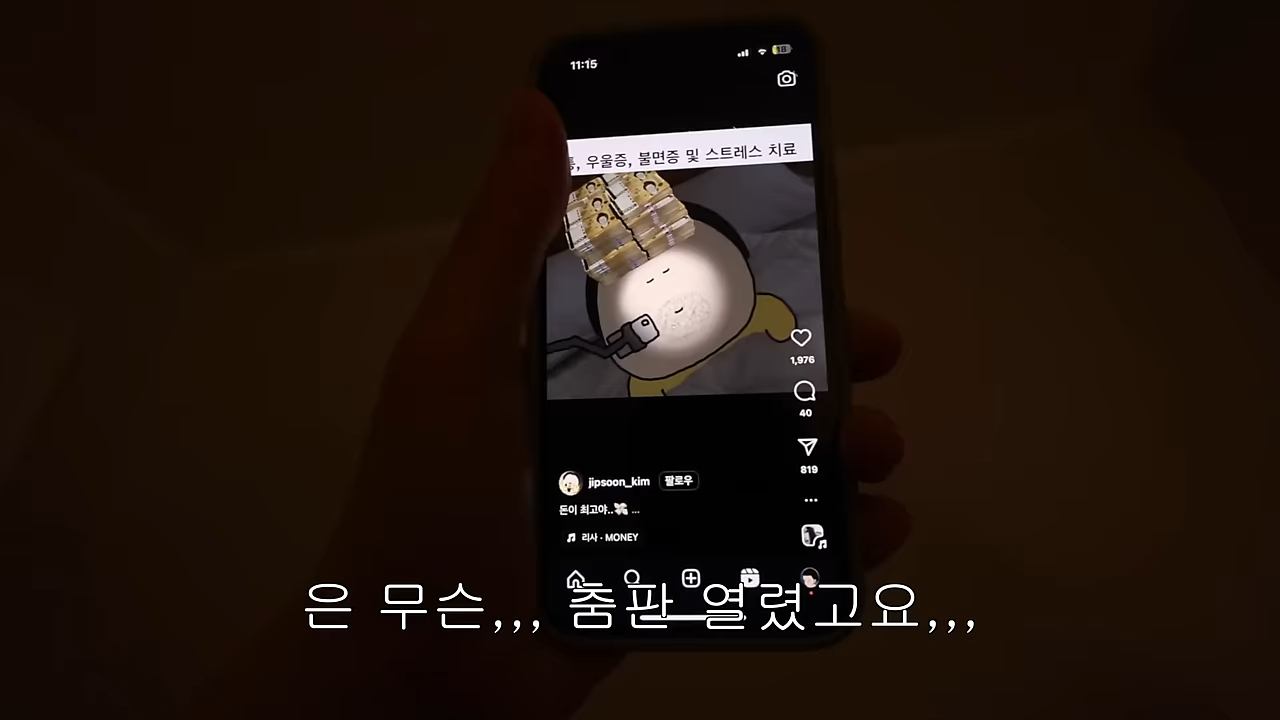 11:15
18
, 우울증, 불면증 및 스트레스 치료
1,976
40
819
jipsoon_kim 팔로우
돈이 최고야..💸 ...
리사 · MONEY
은 무슨,,, 춤판 열렸고요,,,